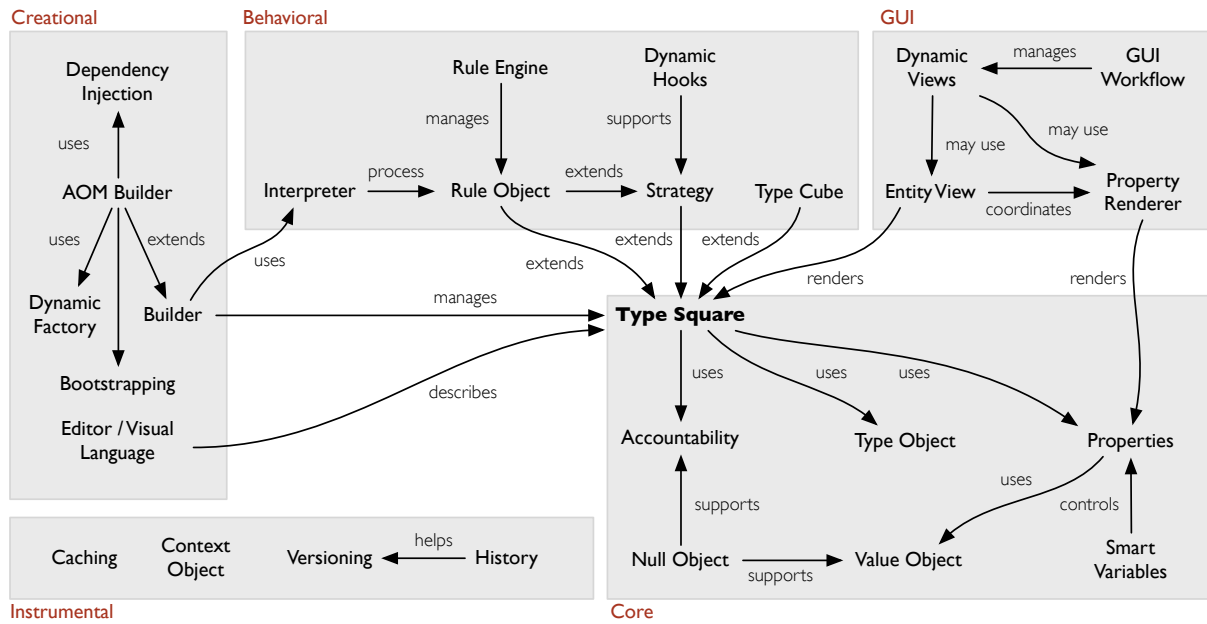 Creational
Behavioral
GUI
Dependency
Injection
uses
AOM Builder
uses
extends
Dynamic
Factory
Builder
Bootstrapping
Editor / Visual
Language
Rule Engine
Dynamic
Hooks
manages
supports
Interpreter
process
Rule Object
extends
Strategy
Type Cube
uses
extends
extends
extends
manages
describes
Dynamic
Views
manages
GUI
Workflow
may use
may use
Entity View
coordinates
Property
Renderer
renders
renders
Type Square
uses
uses
uses
Accountability
Type Object
Properties
supports
uses
controls
Null Object
supports
Value Object
Smart
Variables
Caching
Context
Object
Versioning
helps
History
Instrumental
Core